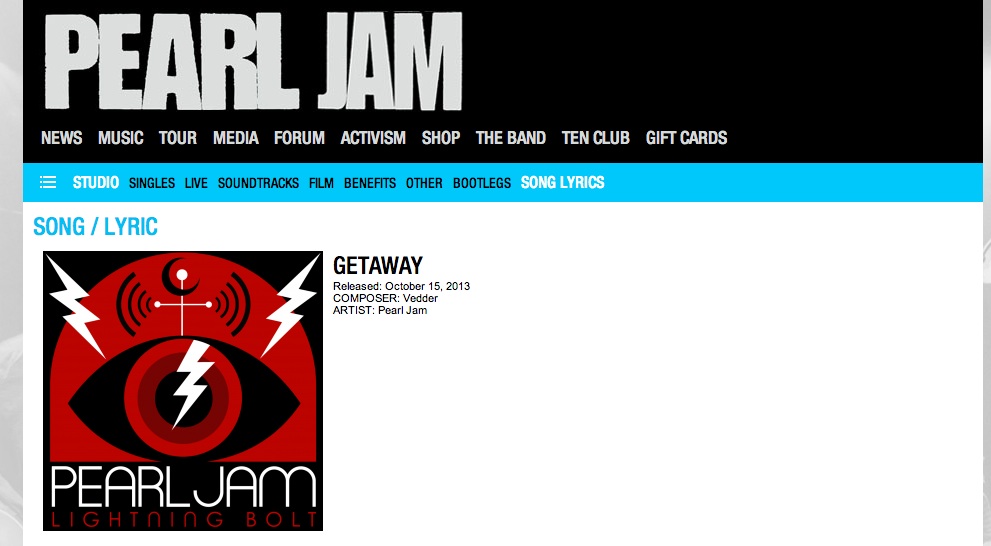 PEARL JAM
NEWS MUSIC TOUR MEDIA FORUM ACTIVISM SHOP THE BAND TEN CLUB GIFT CARDS
STUDIO SINGLES LIVE SOUNDTRACKS FILM BENEFITS OTHER BOOTLEGS SONG LYRICS
SONG / LYRIC
GETAWAY
Released: October 15, 2013
COMPOSER: Vedder
ARTIST: Pearl Jam
PEARL JAM
LIGHTNING BOLT